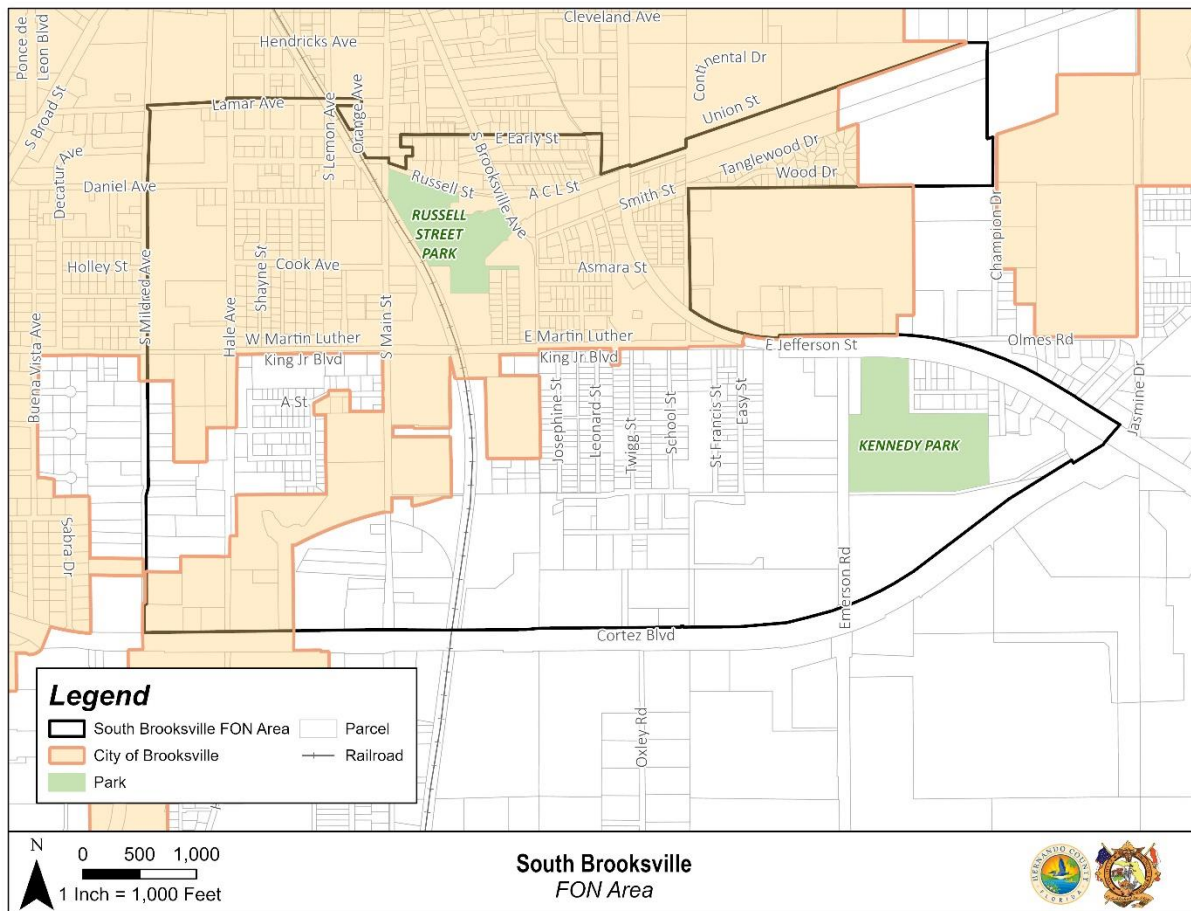 Ponce de
Leon Blvd
Cleveland Ave
Hendricks Ave
S Broad St
Continental Dr
Lamar Ave
Orange Ave
Union St
S Lemon Ave
E Early St
S Brooksville Ave
Decatur Ave
Daniel Ave
Russell St
A C L St
Tanglewood Dr
Wood Dr
Smith St
RUSSELL
STREET
PARK
Champion Dr
Holley St
S Mildred Ave
Shayne St
Cook Ave
Asmara St
Buena Vista Ave
Hale Ave
W Martin Luther
King Jr Blvd
S Main St
E Martin Luther
King Jr Blvd
E Jefferson St
Olmes Rd
A St
Josephine St
Leonard St
Twigg St
School St
St Francis St
Easy St
KENNEDY PARK
Jasmine Dr
Sabra Dr
Emerson Rd
Cortez Blvd
Oxley Rd
Legend
South Brooksville FON Area
Parcel
City of Brooksville
Railroad
Park
N
0 500 1,000
1 Inch = 1,000 Feet
South Brooksville
FON Area
HERNANDO COUNTY
FLORIDA